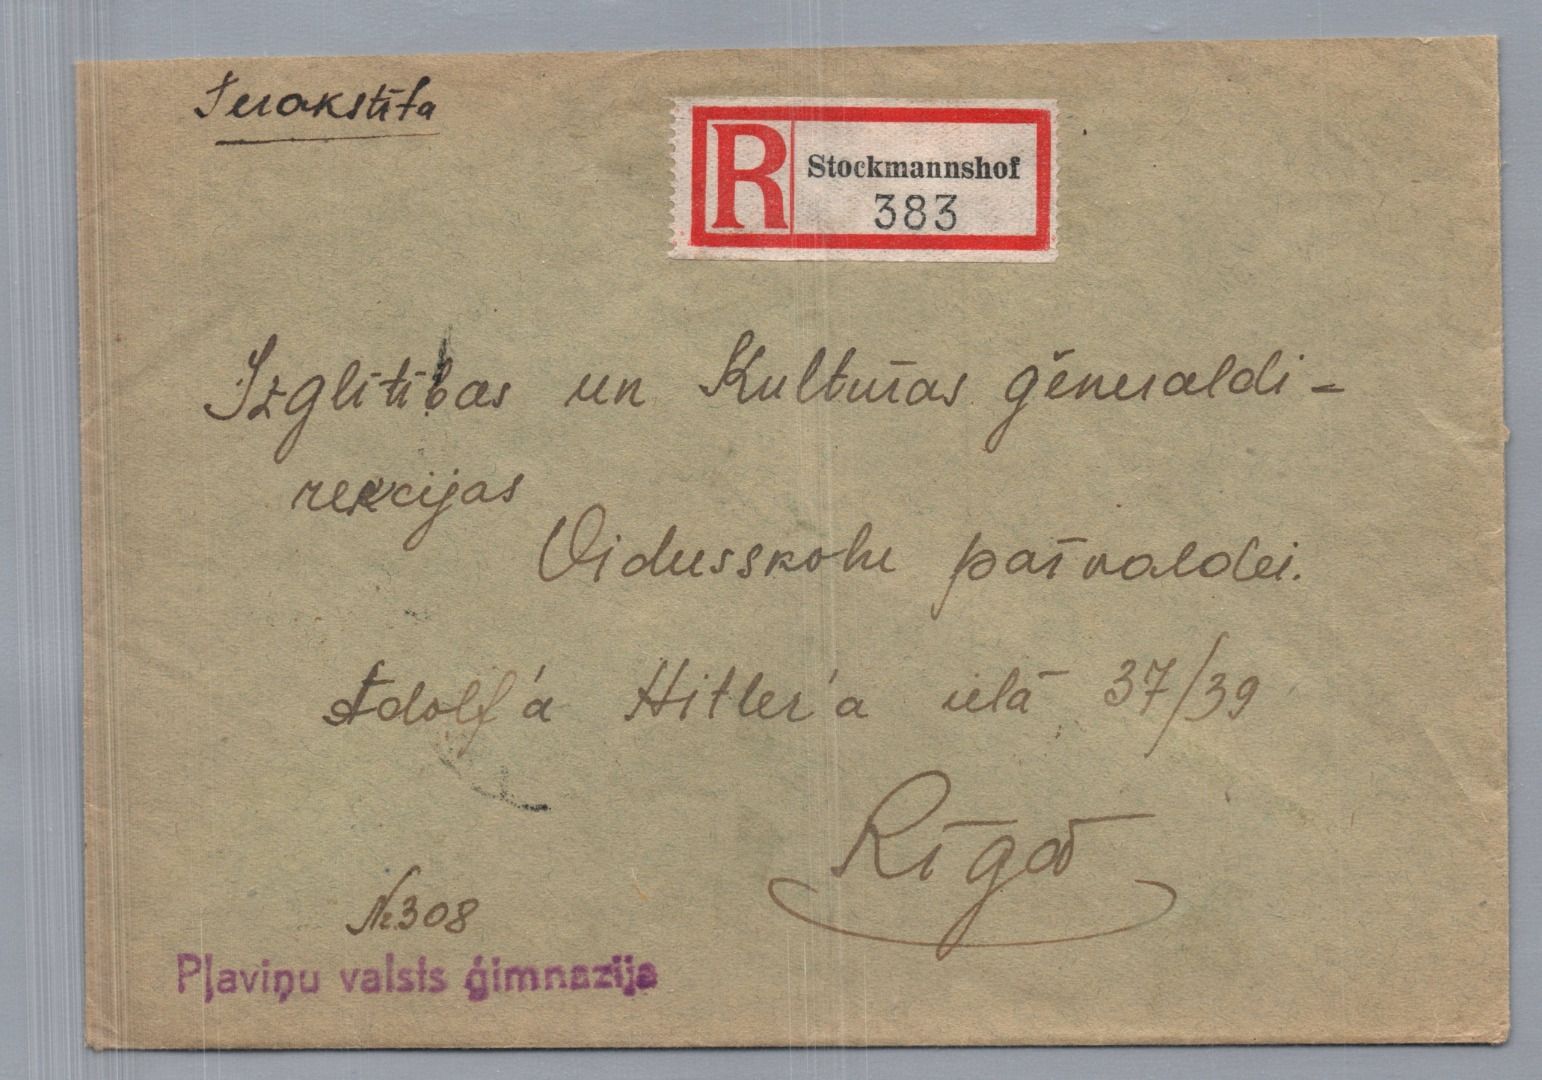 Ierakstīta
R Stockmannshof
383
Izglītības un Kultūras ģeneraldi-
rekcijas
Vidusskolu pārvaldei.
Adolf'a Hitler'a ielā 37/39
Rīgā
№308
Pļaviņu valsts ģimnazija